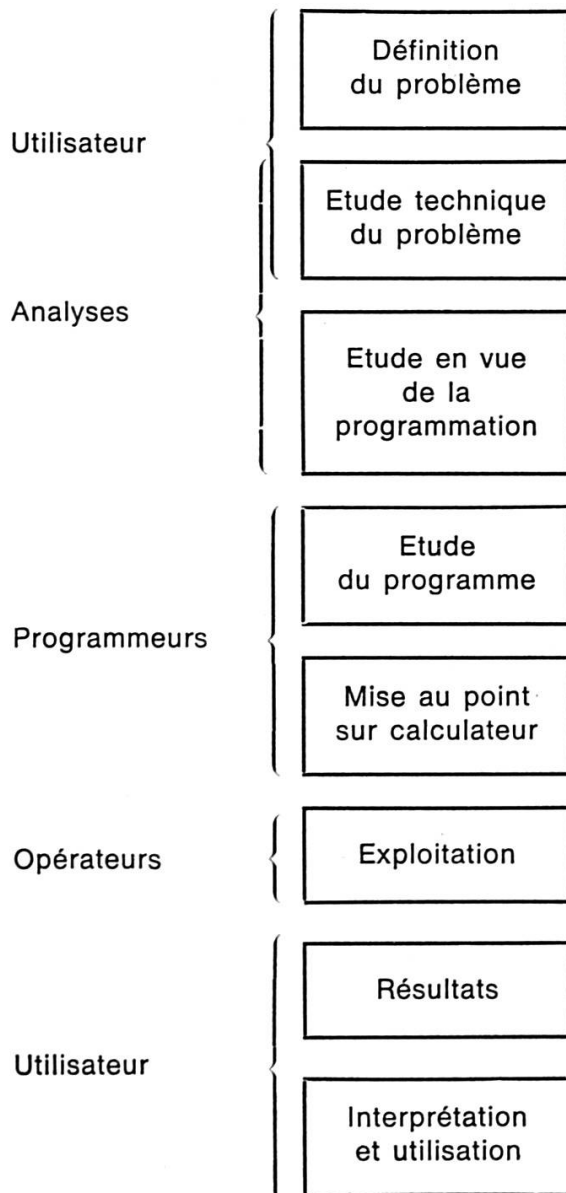 Définition
du problème
Utilisateur
Etude technique
du problème
Analyses
Etude en vue
de la
programmation
Etude
du programme
Programmeurs
Mise au point
sur calculateur
Opérateurs
Exploitation
Résultats
Utilisateur
Interprétation
et utilisation